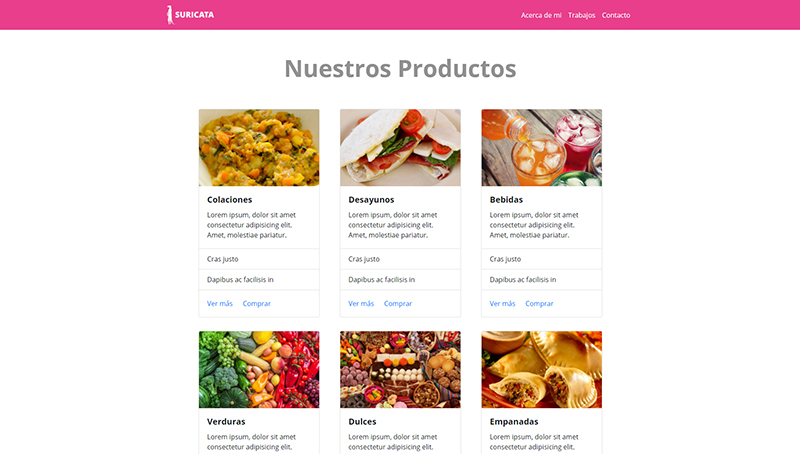 SURICATA
Acerca de mi Trabajos Contacto
Nuestros Productos
Colaciones
Lorem ipsum, dolor sit amet
consectetur adipisicing elit.
Amet, molestiae pariatur.
Cras justo
Dapibus ac facilisis in
Ver más Comprar
Desayunos
Lorem ipsum, dolor sit amet
consectetur adipisicing elit.
Amet, molestiae pariatur.
Cras justo
Dapibus ac facilisis in
Ver más Comprar
Bebidas
Lorem ipsum, dolor sit amet
consectetur adipisicing elit.
Amet, molestiae pariatur.
Cras justo
Dapibus ac facilisis in
Ver más Comprar
Verduras
Lorem ipsum, dolor sit amet
consectetur adipisicing elit.
Dulces
Lorem ipsum, dolor sit amet
consectetur adipisicing elit.
Empanadas
Lorem ipsum, dolor sit amet
consectetur adipisicing elit.